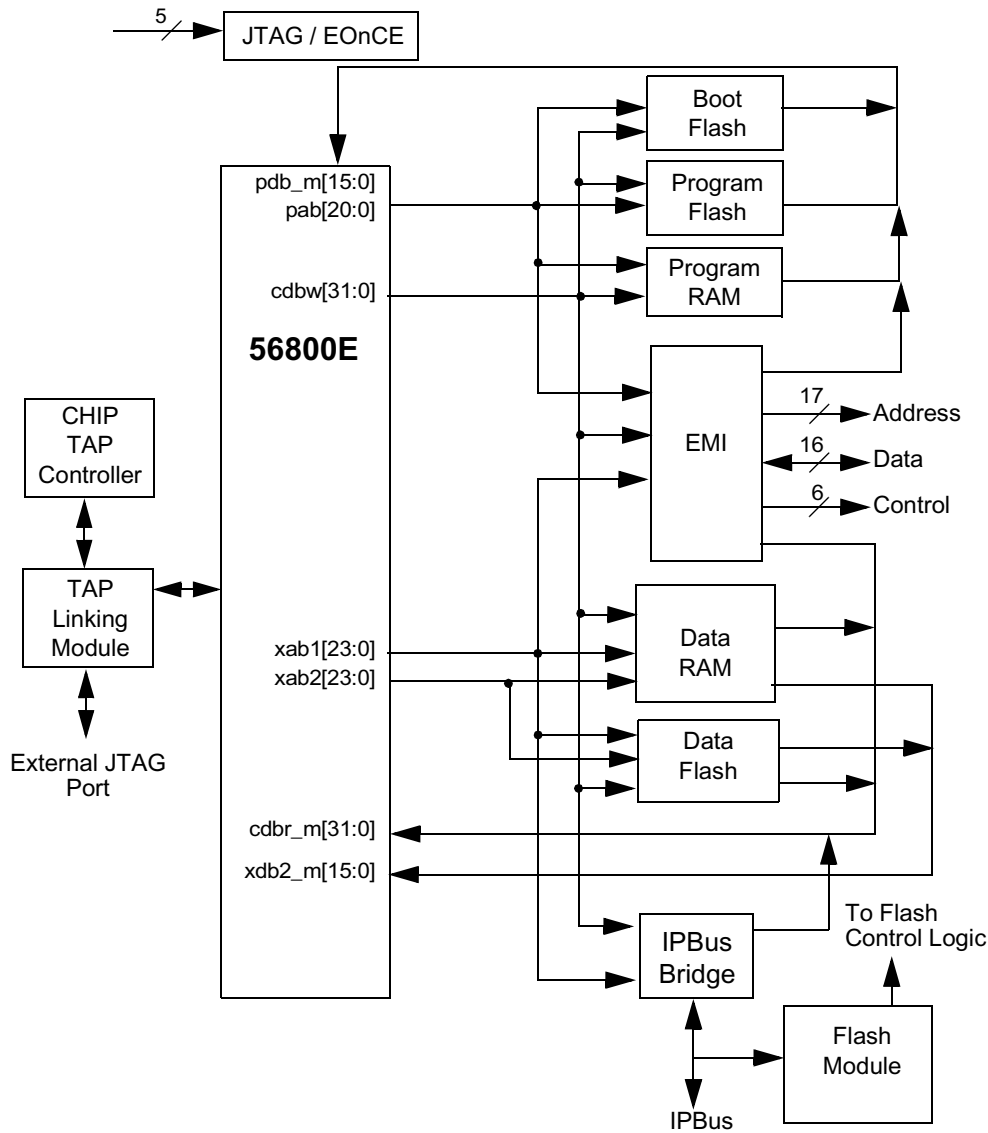 5
JTAG / EOnCE
Boot
Flash
pdb_m[15:0]
pab[20:0]
Program
Flash
cdbw[31:0]
Program
RAM
56800E
CHIP
TAP
Controller
EMI
17
Address
16
Data
6
Control
TAP
Linking
Module
xab1[23:0]
xab2[23:0]
Data
RAM
External JTAG
Port
Data
Flash
cdbr_m[31:0]
xdb2_m[15:0]
IPBus
Bridge
To Flash
Control Logic
Flash
Module
IPBus